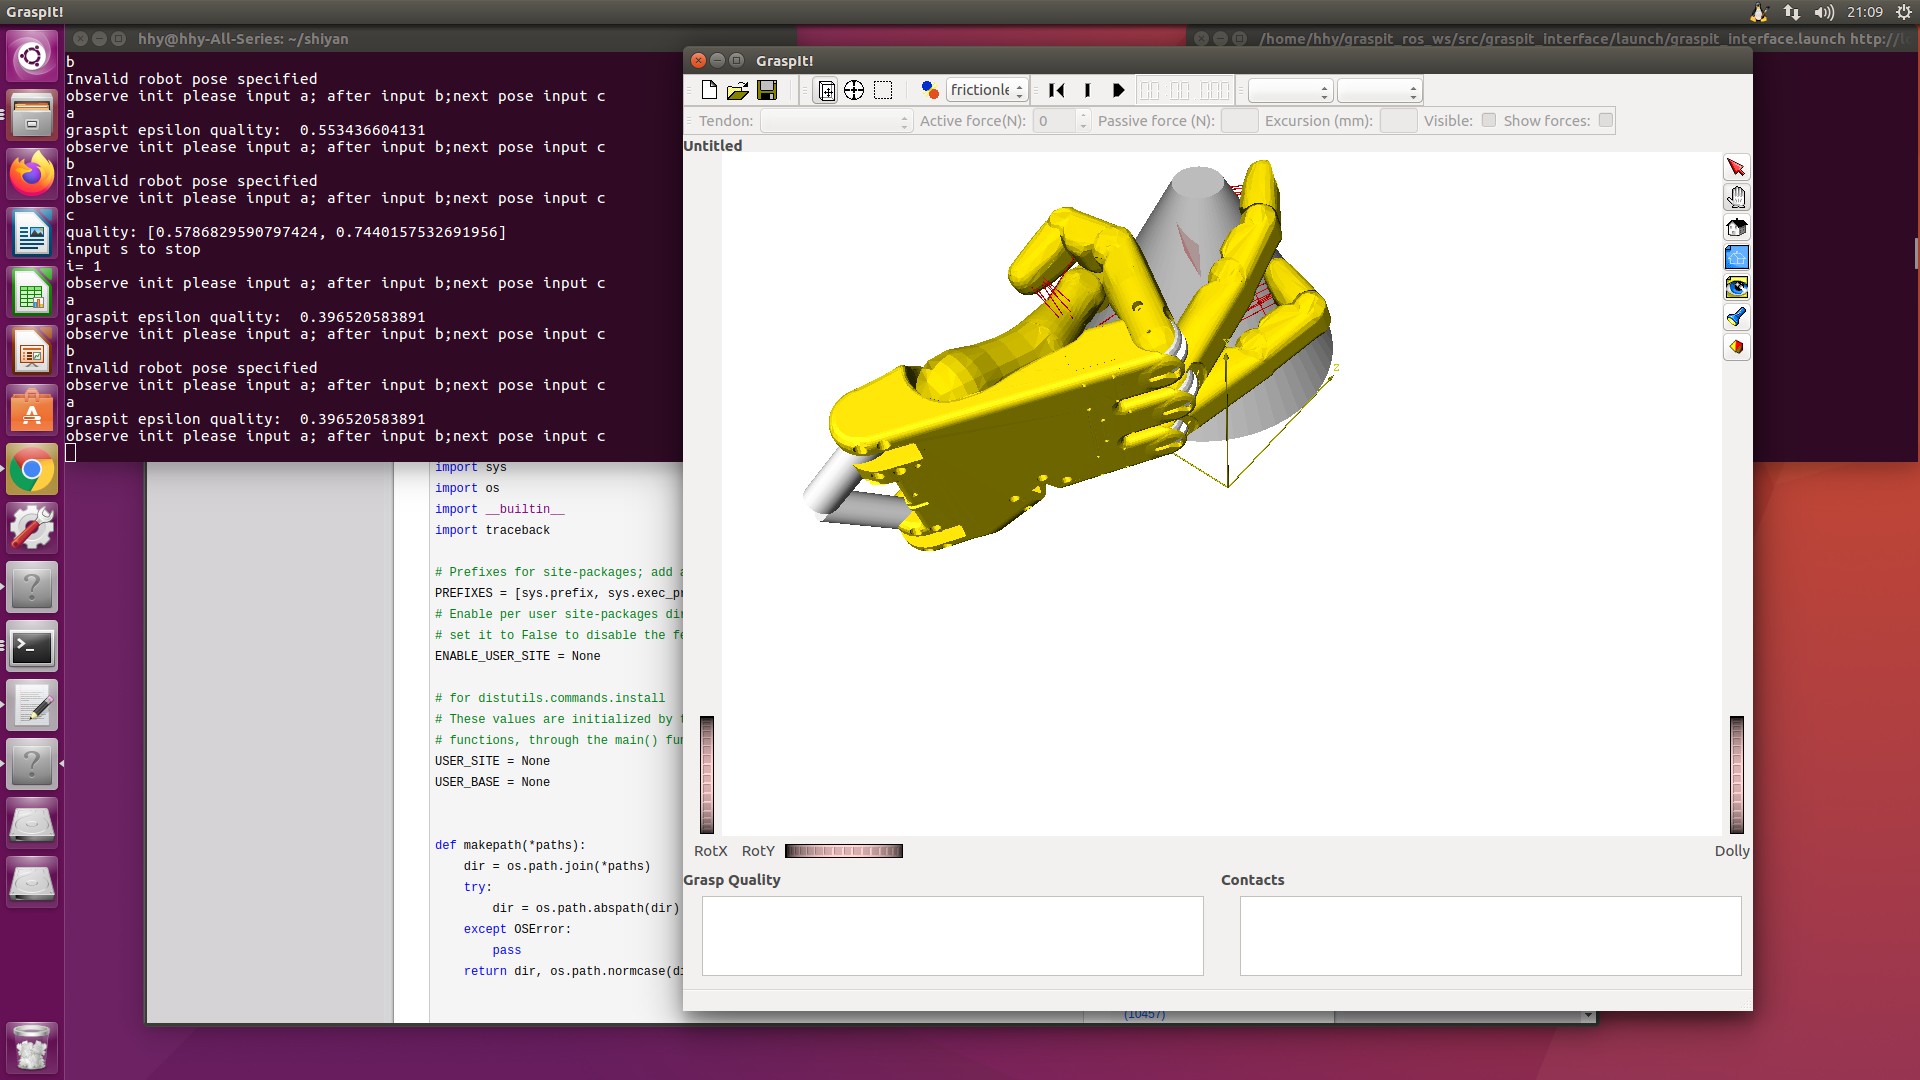 GraspIt!
21:09
hhy@hhy-All-Series: ~/shiyan
/home/hhy/graspit_ros_ws/src/graspit_interface/launch/graspit_interface.launch
b
Invalid robot pose specified
observe init please input a; after input b;next pose input c
a
graspit epsilon quality:  0.553436604131
observe init please input a; after input b;next pose input c
b
Invalid robot pose specified
observe init please input a; after input b;next pose input c
c
quality: [0.5786829590797424, 0.7440157532691956]
input s to stop
i= 1
observe init please input a; after input b;next pose input c
a
graspit epsilon quality:  0.396520583891
observe init please input a; after input b;next pose input c
b
Invalid robot pose specified
observe init please input a; after input b;next pose input c
a
graspit epsilon quality:  0.396520583891
observe init please input a; after input b;next pose input c
import sys
import os
import __builtin__
import traceback
# Prefixes for site-packages; add a
PREFIXES = [sys.prefix, sys.exec_pr
# Enable per user site-packages di
# set it to False to disable the fe
ENABLE_USER_SITE = None
# for distutils.commands.install
# These values are initialized by
# functions, through the main() fu
USER_SITE = None
USER_BASE = None
def makepath(*paths):
    dir = os.path.join(*paths)
    try:
        dir = os.path.abspath(dir)
    except OSError:
        pass
    return dir, os.path.normcase(di
GraspIt!
frictionle
Tendon:
Active force(N):
0
Passive force (N):
Excursion (mm):
Visible:
Show forces:
Untitled
Z
RotX
RotY
Dolly
Grasp Quality
Contacts
(10457)